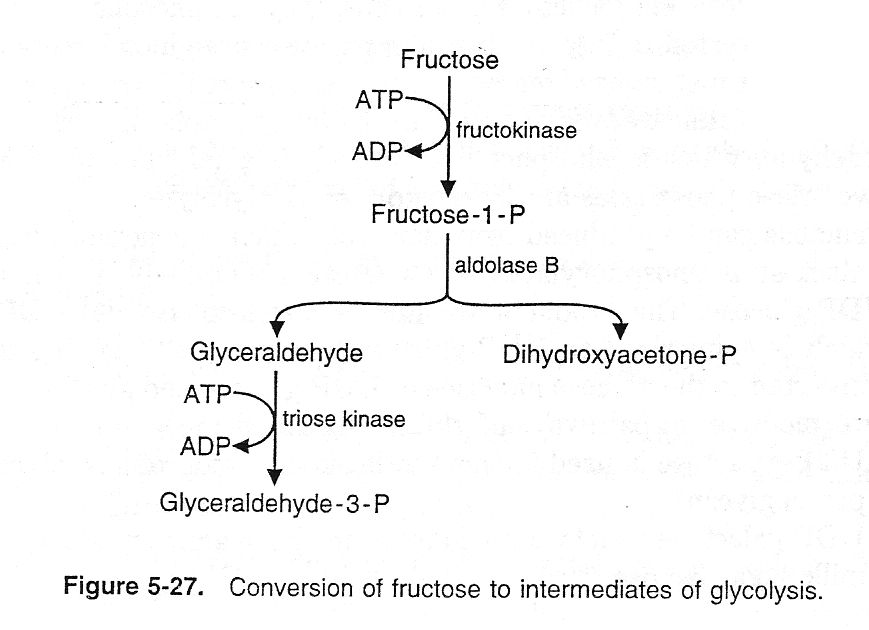 Fructose
ATP
fructokinase
ADP
Fructose-1-P
aldolase B
Glyceraldehyde
Dihydroxyacetone-P
ATP
triose kinase
ADP
Glyceraldehyde-3-P
Figure 5-27. Conversion of fructose to intermediates of glycolysis.